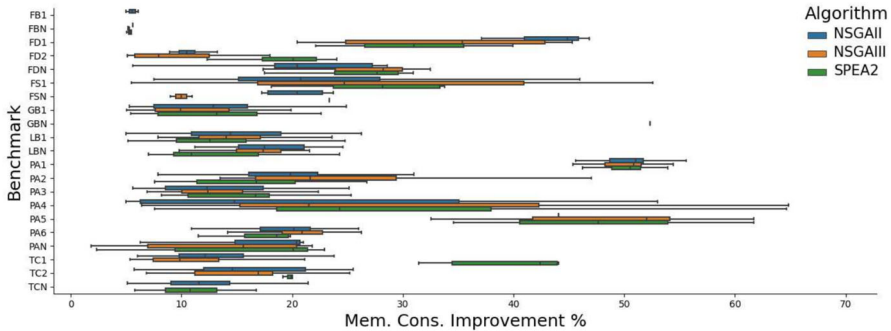 Algorithm
NSGAII
NSGAIII
SPEA2
Benchmark
FB1
FBN
FD1
FD2
FDN
FS1
FSN
GB1
GBN
LB1
LBN
PA1
PA2
PA3
PA4
PA5
PA6
PAN
TC1
TC2
TCN
0 10 20 30 40 50 60 70
Mem. Cons. Improvement %